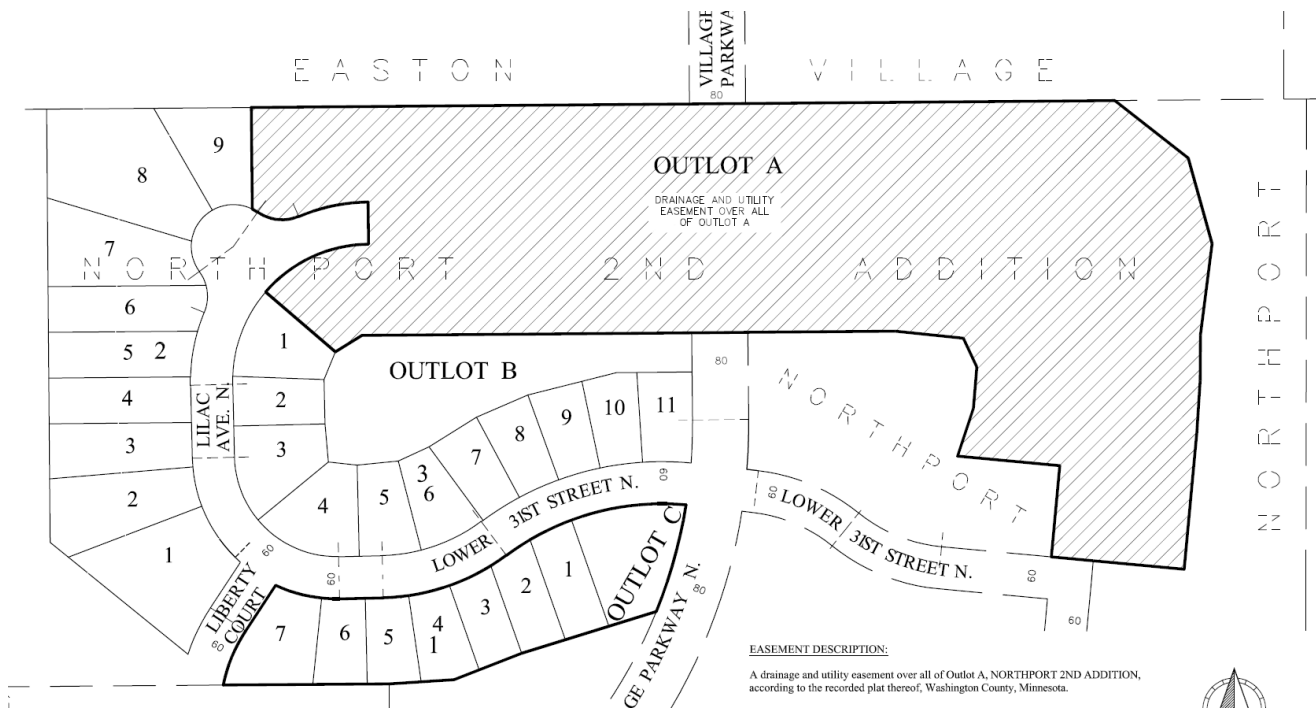 VILLAGE
PARKWA
80
EASTON VILLAGE
OUTLOT A
DRAINAGE AND UTILITY
EASEMENT OVER ALL
OF OUTLOT A
9
8
7
NORTH PORT 2ND ADDITION
NORTHPORT
6
5 2
4
3
2
1
LILAC
AVE. N.
1
2
3
OUTLOT B
80
NORTHPORT
4
5
3
6
7
8
9
10
11
60
LOWER 31ST STREET N.
60
LOWER 31ST STREET N.
60
60
60
60
LIBERTY
COURT
60
7
6
5
4
1
3
2
1
OUTLOT C
80
GE PARKWAY N.
EASEMENT DESCRIPTION:
A drainage and utility easement over all of Outlot A, NORTHPORT 2ND ADDITION,
according to the recorded plat thereof, Washington County, Minnesota.